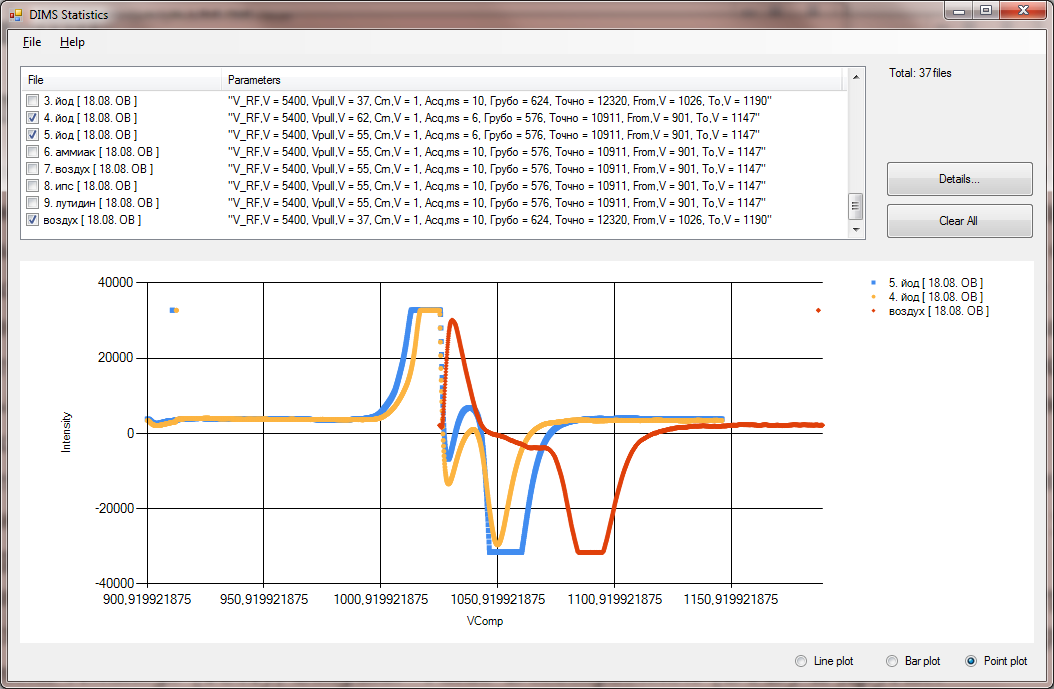 DIMS Statistics
File Help
File Parameters
3. йод [ 18.08. ОВ ] "V_RF,V = 5400, Vpull,V = 37, Cm,V = 1, Acq,ms = 10, Грубо = 624, Точно = 12320, From,V = 1026, To,V = 1190"
4. йод [ 18.08. ОВ ] "V_RF,V = 5400, Vpull,V = 62, Cm,V = 1, Acq,ms = 6, Грубо = 576, Точно = 10911, From,V = 901, To,V = 1147"
5. йод [ 18.08. ОВ ] "V_RF,V = 5400, Vpull,V = 55, Cm,V = 1, Acq,ms = 6, Грубо = 576, Точно = 10911, From,V = 901, To,V = 1147"
6. аммиак [ 18.08. ОВ ] "V_RF,V = 5400, Vpull,V = 55, Cm,V = 1, Acq,ms = 10, Грубо = 576, Точно = 10911, From,V = 901, To,V = 1147"
7. воздух [ 18.08. ОВ ] "V_RF,V = 5400, Vpull,V = 55, Cm,V = 1, Acq,ms = 10, Грубо = 576, Точно = 10911, From,V = 901, To,V = 1147"
8. ипс [ 18.08. ОВ ] "V_RF,V = 5400, Vpull,V = 55, Cm,V = 1, Acq,ms = 10, Грубо = 576, Точно = 10911, From,V = 901, To,V = 1147"
9. лутидин [ 18.08. ОВ ] "V_RF,V = 5400, Vpull,V = 55, Cm,V = 1, Acq,ms = 10, Грубо = 576, Точно = 10911, From,V = 901, To,V = 1147"
воздух [ 18.08. ОВ ] "V_RF,V = 5400, Vpull,V = 37, Cm,V = 1, Acq,ms = 10, Грубо = 624, Точно = 12320, From,V = 1026, To,V = 1190"
Total: 37 files
Details...
Clear All
40000
20000
0
-20000
-40000
Intensity
900,919921875 950,919921875 1000,919921875 1050,919921875 1100,919921875 1150,919921875
VComp
5. йод [ 18.08. ОВ ]
4. йод [ 18.08. ОВ ]
воздух [ 18.08. ОВ ]
Line plot Bar plot Point plot